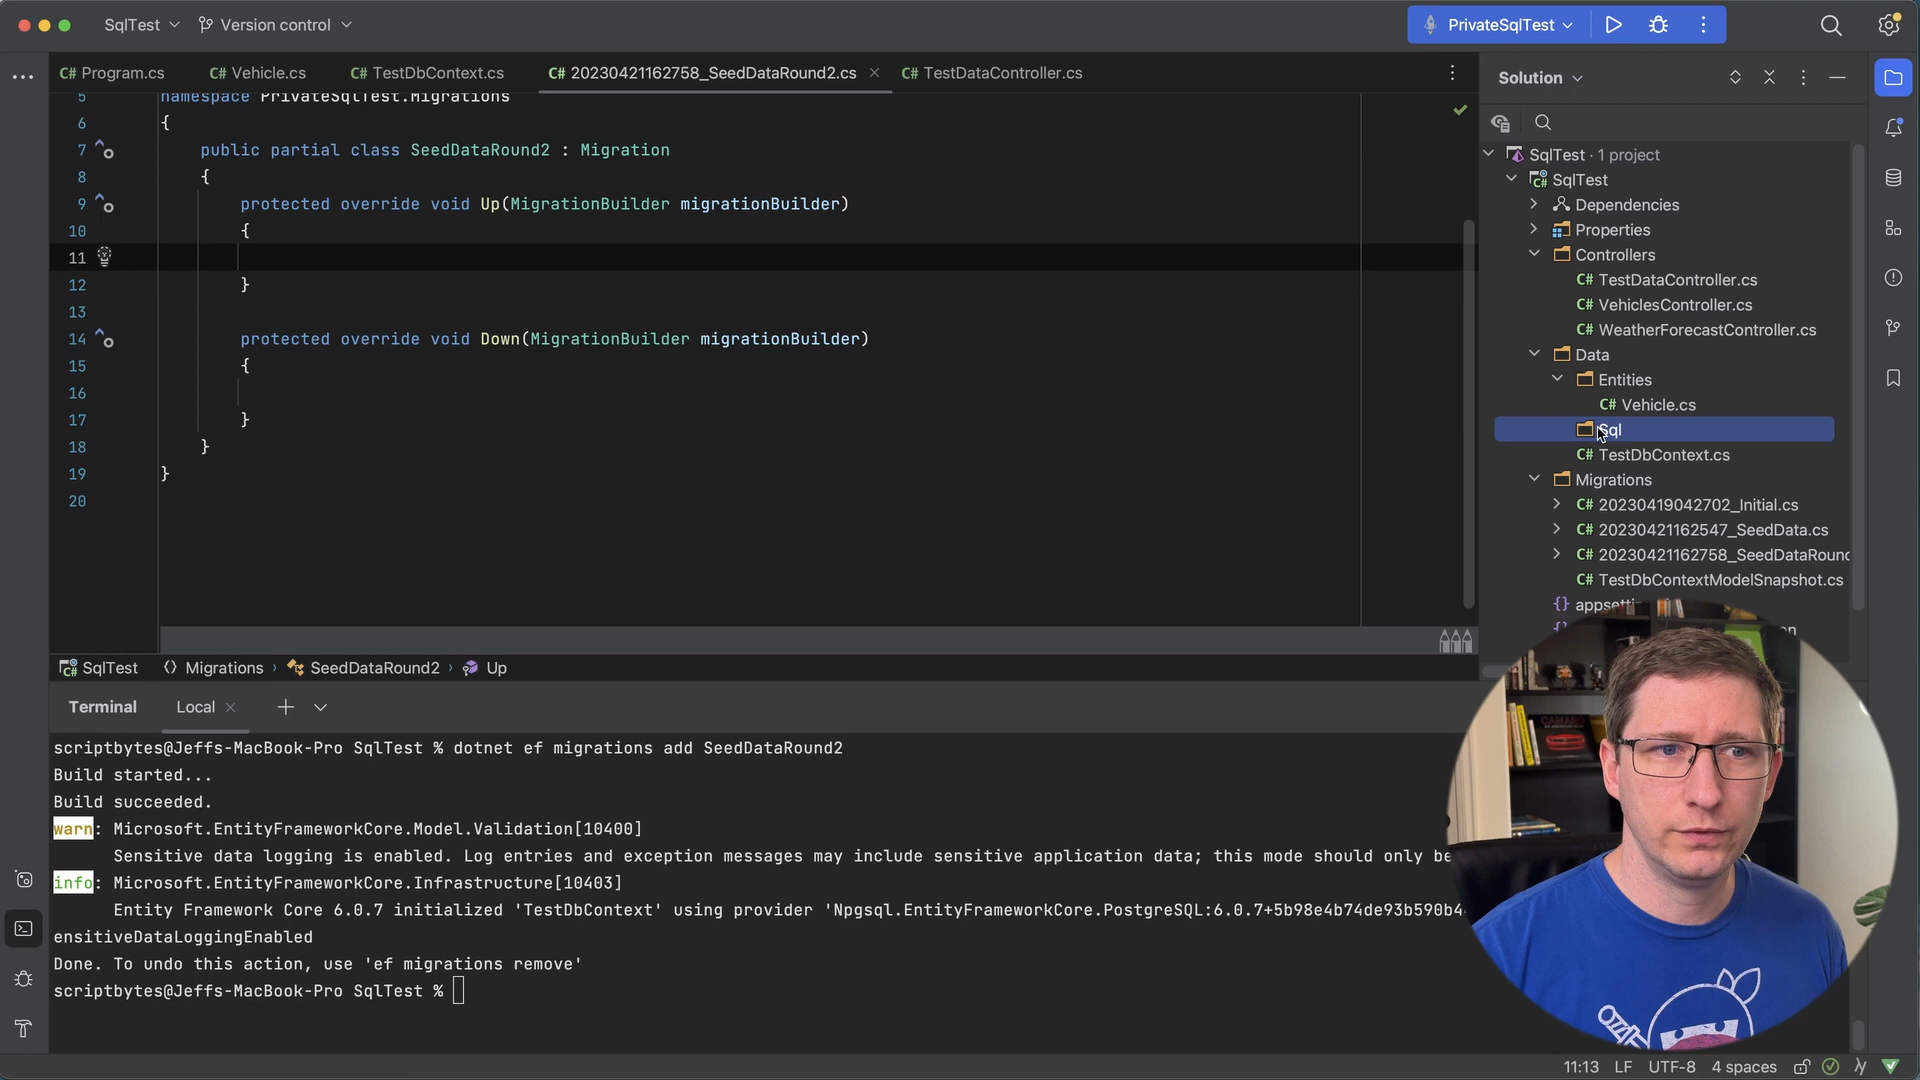 SqlTest
Version control
PrivateSqlTest
C# Program.cs
C# Vehicle.cs
C# TestDbContext.cs
C# 20230421162758_SeedDataRound2.cs
C# TestDataController.cs
5 namespace PrivateSqlTest.Migrations
6 {
7 public partial class SeedDataRound2 : Migration
8 {
9 protected override void Up(MigrationBuilder migrationBuilder)
10 {
11
12 }
13
14 protected override void Down(MigrationBuilder migrationBuilder)
15 {
16
17 }
18 }
19 }
20
Solution
SqlTest · 1 project
C# SqlTest
Dependencies
Properties
Controllers
C# TestDataController.cs
C# VehiclesController.cs
C# WeatherForecastController.cs
Data
Entities
C# Vehicle.cs
Sql
C# TestDbContext.cs
Migrations
C# 20230419042702_Initial.cs
C# 20230421162547_SeedData.cs
C# 20230421162758_SeedDataRound
C# TestDbContextModelSnapshot.cs
{} appsetti
C# SqlTest
Migrations › SeedDataRound2 › Up
Terminal
Local
scriptbytes@Jeffs-MacBook-Pro SqlTest % dotnet ef migrations add SeedDataRound2
Build started...
Build succeeded.
warn: Microsoft.EntityFrameworkCore.Model.Validation[10400]
Sensitive data logging is enabled. Log entries and exception messages may include sensitive application data; this mode should only be
info: Microsoft.EntityFrameworkCore.Infrastructure[10403]
Entity Framework Core 6.0.7 initialized 'TestDbContext' using provider 'Npgsql.EntityFrameworkCore.PostgreSQL:6.0.7+5b98e4b74de93b590b4
ensitiveDataLoggingEnabled
Done. To undo this action, use 'ef migrations remove'
scriptbytes@Jeffs-MacBook-Pro SqlTest %
CAMARO
11:13
LF
UTF-8
4 spaces